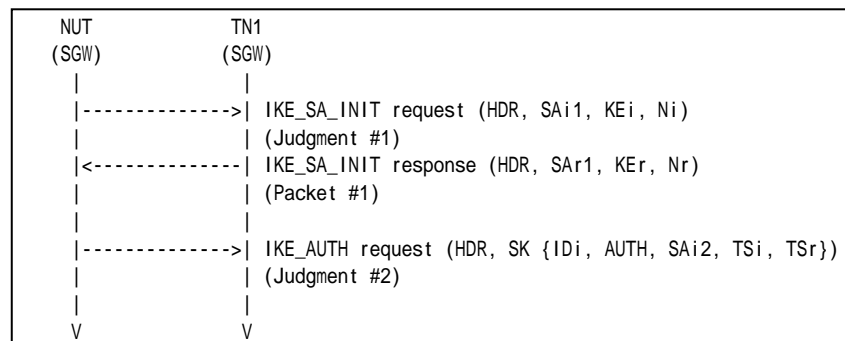 NUT TN1
(SGW) (SGW)
| |
|-------------->| IKE_SA_INIT request (HDR, SAi1, KEi, Ni)
| | (Judgment #1)
|<--------------| IKE_SA_INIT response (HDR, SAr1, KEr, Nr)
| | (Packet #1)
| |
|-------------->| IKE_AUTH request (HDR, SK {IDi, AUTH, SAi2, TSi, TSr})
| | (Judgment #2)
| |
V V